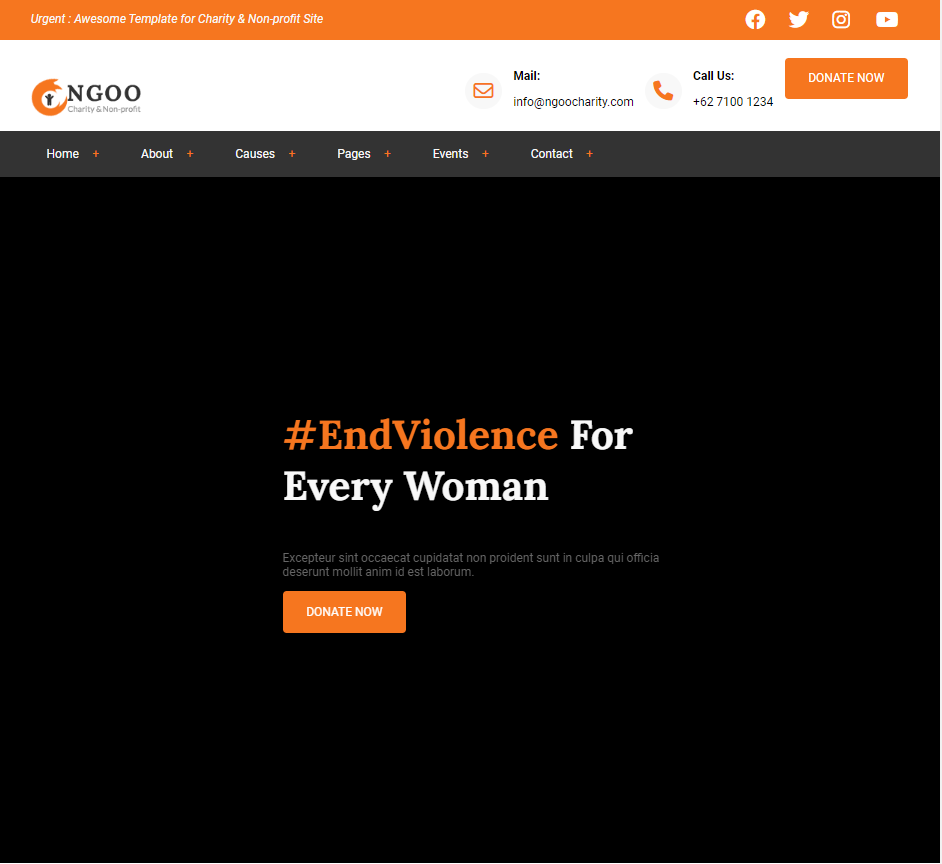 Urgent : Awesome Template for Charity & Non-profit Site
NGOO
Charity & Non-profit
Mail:
info@ngoocharity.com
Call Us:
+62 7100 1234
DONATE NOW
Home + About + Causes + Pages + Events + Contact +
#EndViolence For
Every Woman
Excepteur sint occaecat cupidatat non proident sunt in culpa qui officia
deserunt mollit anim id est laborum.
DONATE NOW